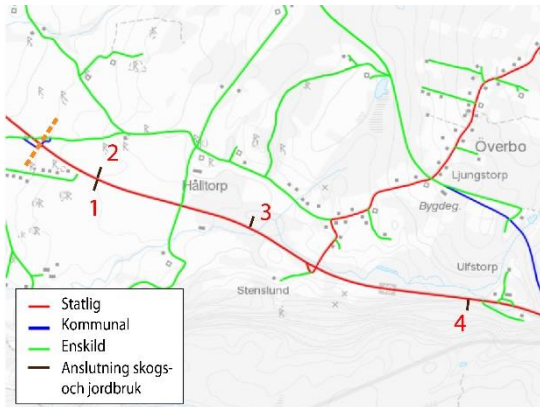 Överbo
Ljungstorp
Bygdeg.
2
Hålltorp
1
3
Ulfstorp
Stenslund
4
Statlig
Kommunal
Enskild
Anslutning skogs-
och jordbruk